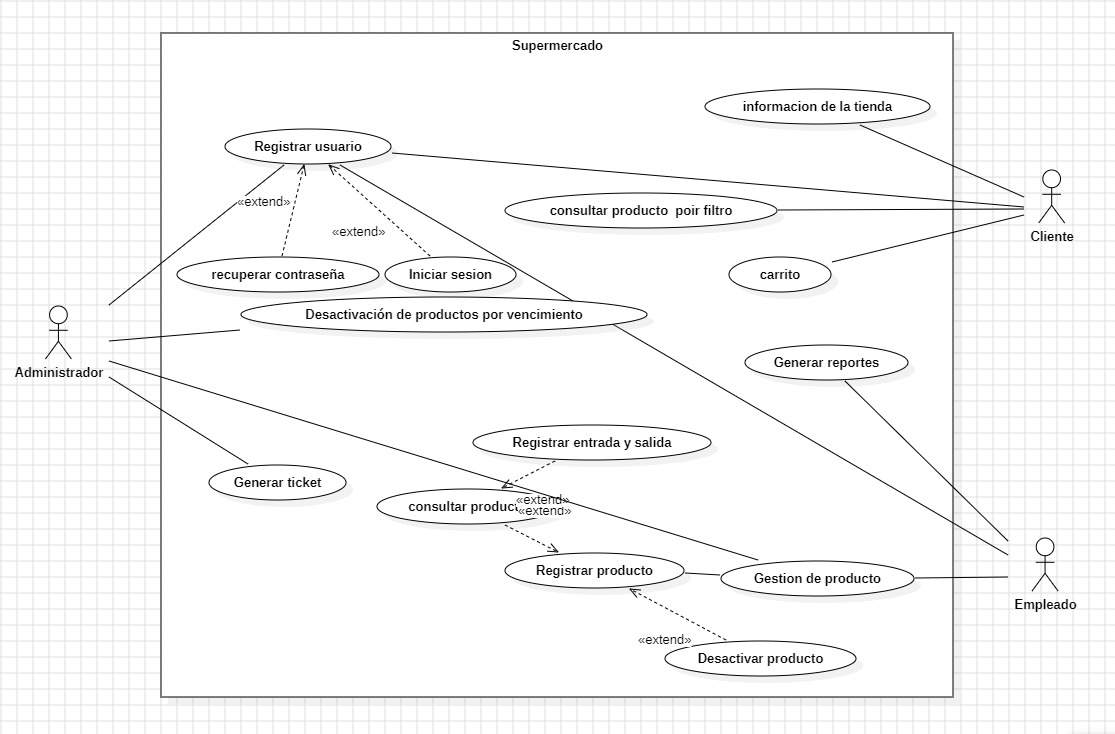 Supermercado
informacion de la tienda
Registrar usuario
«extend»
consultar producto  poir filtro
«extend»
Cliente
recuperar contraseña
Iniciar sesion
carrito
Desactivación de productos por vencimiento
Administrador
Generar reportes
Registrar entrada y salida
Generar ticket
«extend»
consultar produc
«extend»
Registrar producto
Gestion de producto
Empleado
«extend»
Desactivar producto